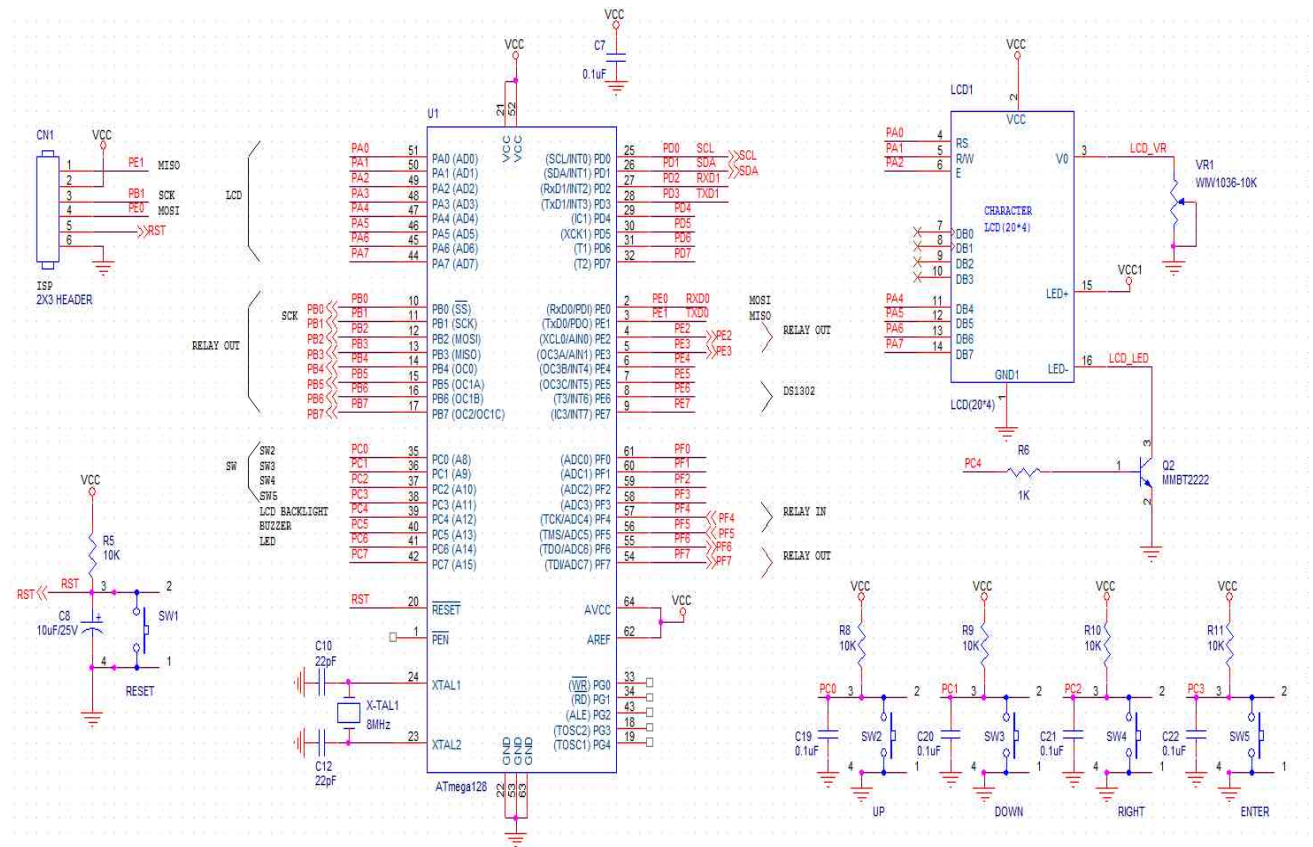 VCC
C7
0.1uF
VCC
U1
21
52
VCC
VCC
CN1
VCC
1
PE1
MISO
2
3
PB1
SCK
4
PE0
MOSI
5
RST
6
ISP
2X3 HEADER
LCD
PA0 51 PA0 (AD0)
PA1 50 PA1 (AD1)
PA2 49 PA2 (AD2)
PA3 48 PA3 (AD3)
PA4 47 PA4 (AD4)
PA5 46 PA5 (AD5)
PA6 45 PA6 (AD6)
PA7 44 PA7 (AD7)
RELAY OUT
SCK
PB0 PB0 10 PB0 (SS)
PB1 PB1 11 PB1 (SCK)
PB2 PB2 12 PB2 (MOSI)
PB3 PB3 13 PB3 (MISO)
PB4 PB4 14 PB4 (OC0)
PB5 PB5 15 PB5 (OC1A)
PB6 PB6 16 PB6 (OC1B)
PB7 PB7 17 PB7 (OC2/OC1C)
SW
SW2 PC0 35 PC0 (A8)
SW3 PC1 36 PC1 (A9)
SW4 PC2 37 PC2 (A10)
SW5 PC3 38 PC3 (A11)
LCD BACKLIGHT PC4 39 PC4 (A12)
BUZZER PC5 40 PC5 (A13)
LED PC6 41 PC6 (A14)
PC7 42 PC7 (A15)
RST 20 RESET
1 PEN
C10
22pF
24 XTAL1
X-TAL1
8MHz
23 XTAL2
C12
22pF
ATmega128
GND
GND
GND
22
53
63
(SCL/INT0) PD0 25 PD0 SCL SCL
(SDA/INT1) PD1 26 PD1 SDA SDA
(RxD1/INT2) PD2 27 PD2 RXD1
(TxD1/INT3) PD3 28 PD3 TXD1
(IC1) PD4 29 PD4
(XCK1) PD5 30 PD5
(T1) PD6 31 PD6
(T2) PD7 32 PD7
(RxD0/PDI) PE0 2 PE0 RXD0 MOSI
(TxD0/PDO) PE1 3 PE1 TXD0 MISO
(XCL0/AIN0) PE2 4 PE2 PE2
(OC3A/AIN1) PE3 5 PE3 PE3
RELAY OUT
(OC3B/INT4) PE4 6 PE4
(OC3C/INT5) PE5 7 PE5
(T3/INT6) PE6 8 PE6
(IC3/INT7) PE7 9 PE7
DS1302
(ADC0) PF0 61 PF0
(ADC1) PF1 60 PF1
(ADC2) PF2 59 PF2
(ADC3) PF3 58 PF3
(TCK/ADC4) PF4 57 PF4 PF4
(TMS/ADC5) PF5 56 PF5 PF5
RELAY IN
(TDO/ADC6) PF6 55 PF6 PF6
(TDI/ADC7) PF7 54 PF7 PF7
RELAY OUT
AVCC 64
VCC
AREF 62
(WR) PG0 33
(RD) PG1 34
(ALE) PG2 43
(TOSC2) PG3 18
(TOSC1) PG4 19
VCC
R5
10K
RST
RST
3
2
C8
10uF/25V
+
SW1
4
1
RESET
VCC
LCD1
2
VCC
PA0 4 RS
PA1 5 R/W
PA2 6 E
V0 3 LCD_VR
VR1
WIW1036-10K
CHARACTER
LCD(20*4)
7 DB0
8 DB1
9 DB2
10 DB3
VCC1
LED+ 15
PA4 11 DB4
PA5 12 DB5
PA6 13 DB6
PA7 14 DB7
LED- 16 LCD_LED
GND1
1
LCD(20*4)
PC4
R6
1K
1
3
Q2
MMBT2222
2
VCC
R8
10K
PC0
3
2
C19
0.1uF
SW2
4
1
UP
VCC
R9
10K
PC1
3
2
C20
0.1uF
SW3
4
1
DOWN
VCC
R10
10K
PC2
3
2
C21
0.1uF
SW4
4
1
RIGHT
VCC
R11
10K
PC3
3
2
C22
0.1uF
SW5
4
1
ENTER